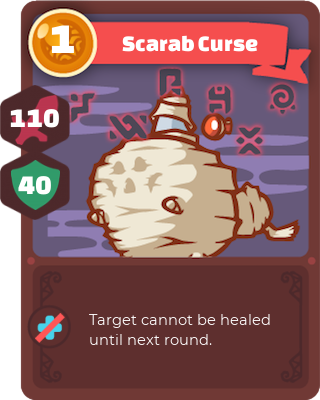 1
Scarab Curse
110
40
Target cannot be healed
until next round.